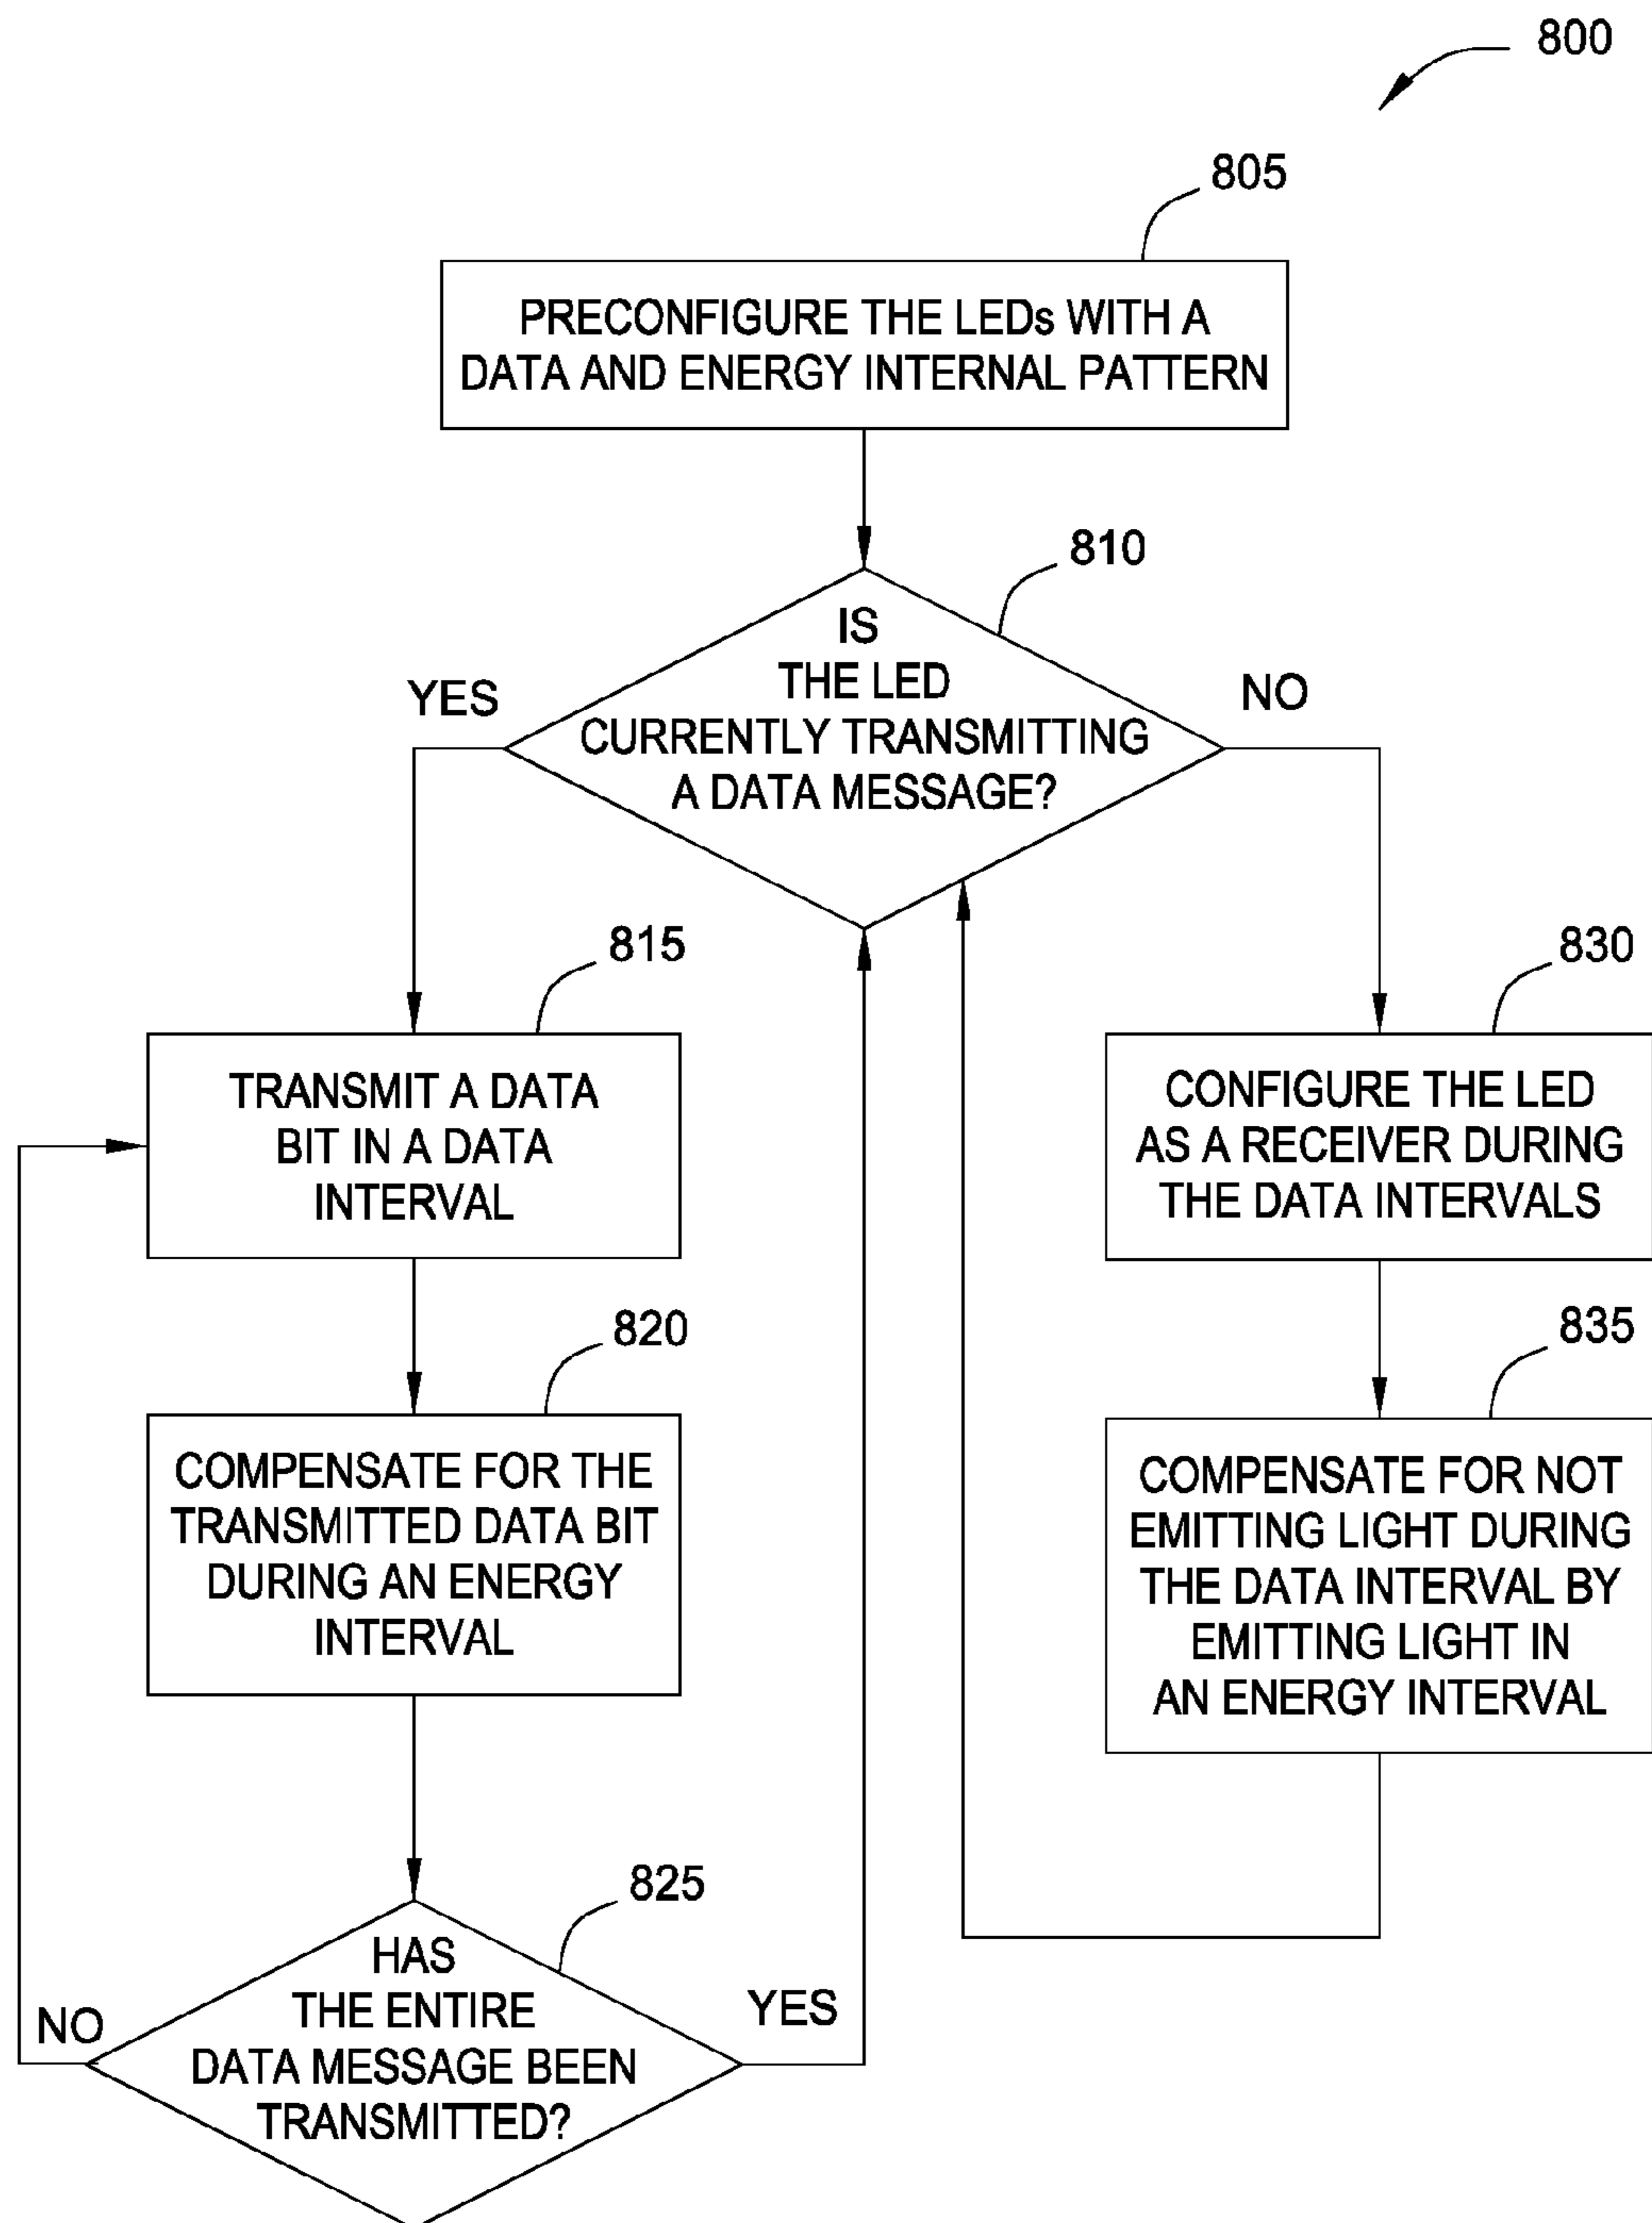 800
805
PRECONFIGURE THE LEDs WITH A
DATA AND ENERGY INTERNAL PATTERN
810
IS
THE LED
CURRENTLY TRANSMITTING
A DATA MESSAGE?
YES
NO
815
TRANSMIT A DATA
BIT IN A DATA
INTERVAL
820
COMPENSATE FOR THE
TRANSMITTED DATA BIT
DURING AN ENERGY
INTERVAL
825
HAS
THE ENTIRE
DATA MESSAGE BEEN
TRANSMITTED?
NO
YES
830
CONFIGURE THE LED
AS A RECEIVER DURING
THE DATA INTERVALS
835
COMPENSATE FOR NOT
EMITTING LIGHT DURING
THE DATA INTERVAL BY
EMITTING LIGHT IN
AN ENERGY INTERVAL